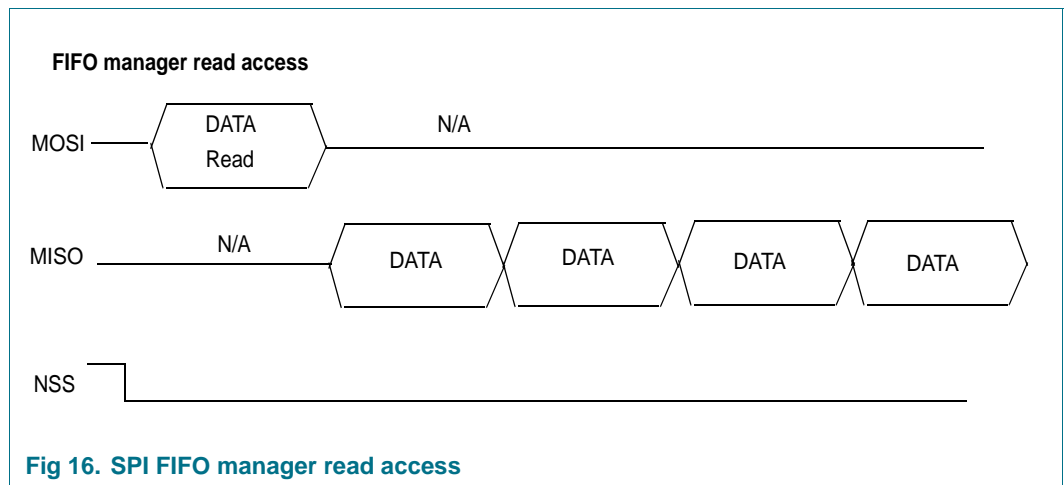 FIFO manager read access
MOSI
DATA
Read
N/A
MISO
N/A
DATA
DATA
DATA
DATA
NSS
Fig 16. SPI FIFO manager read access